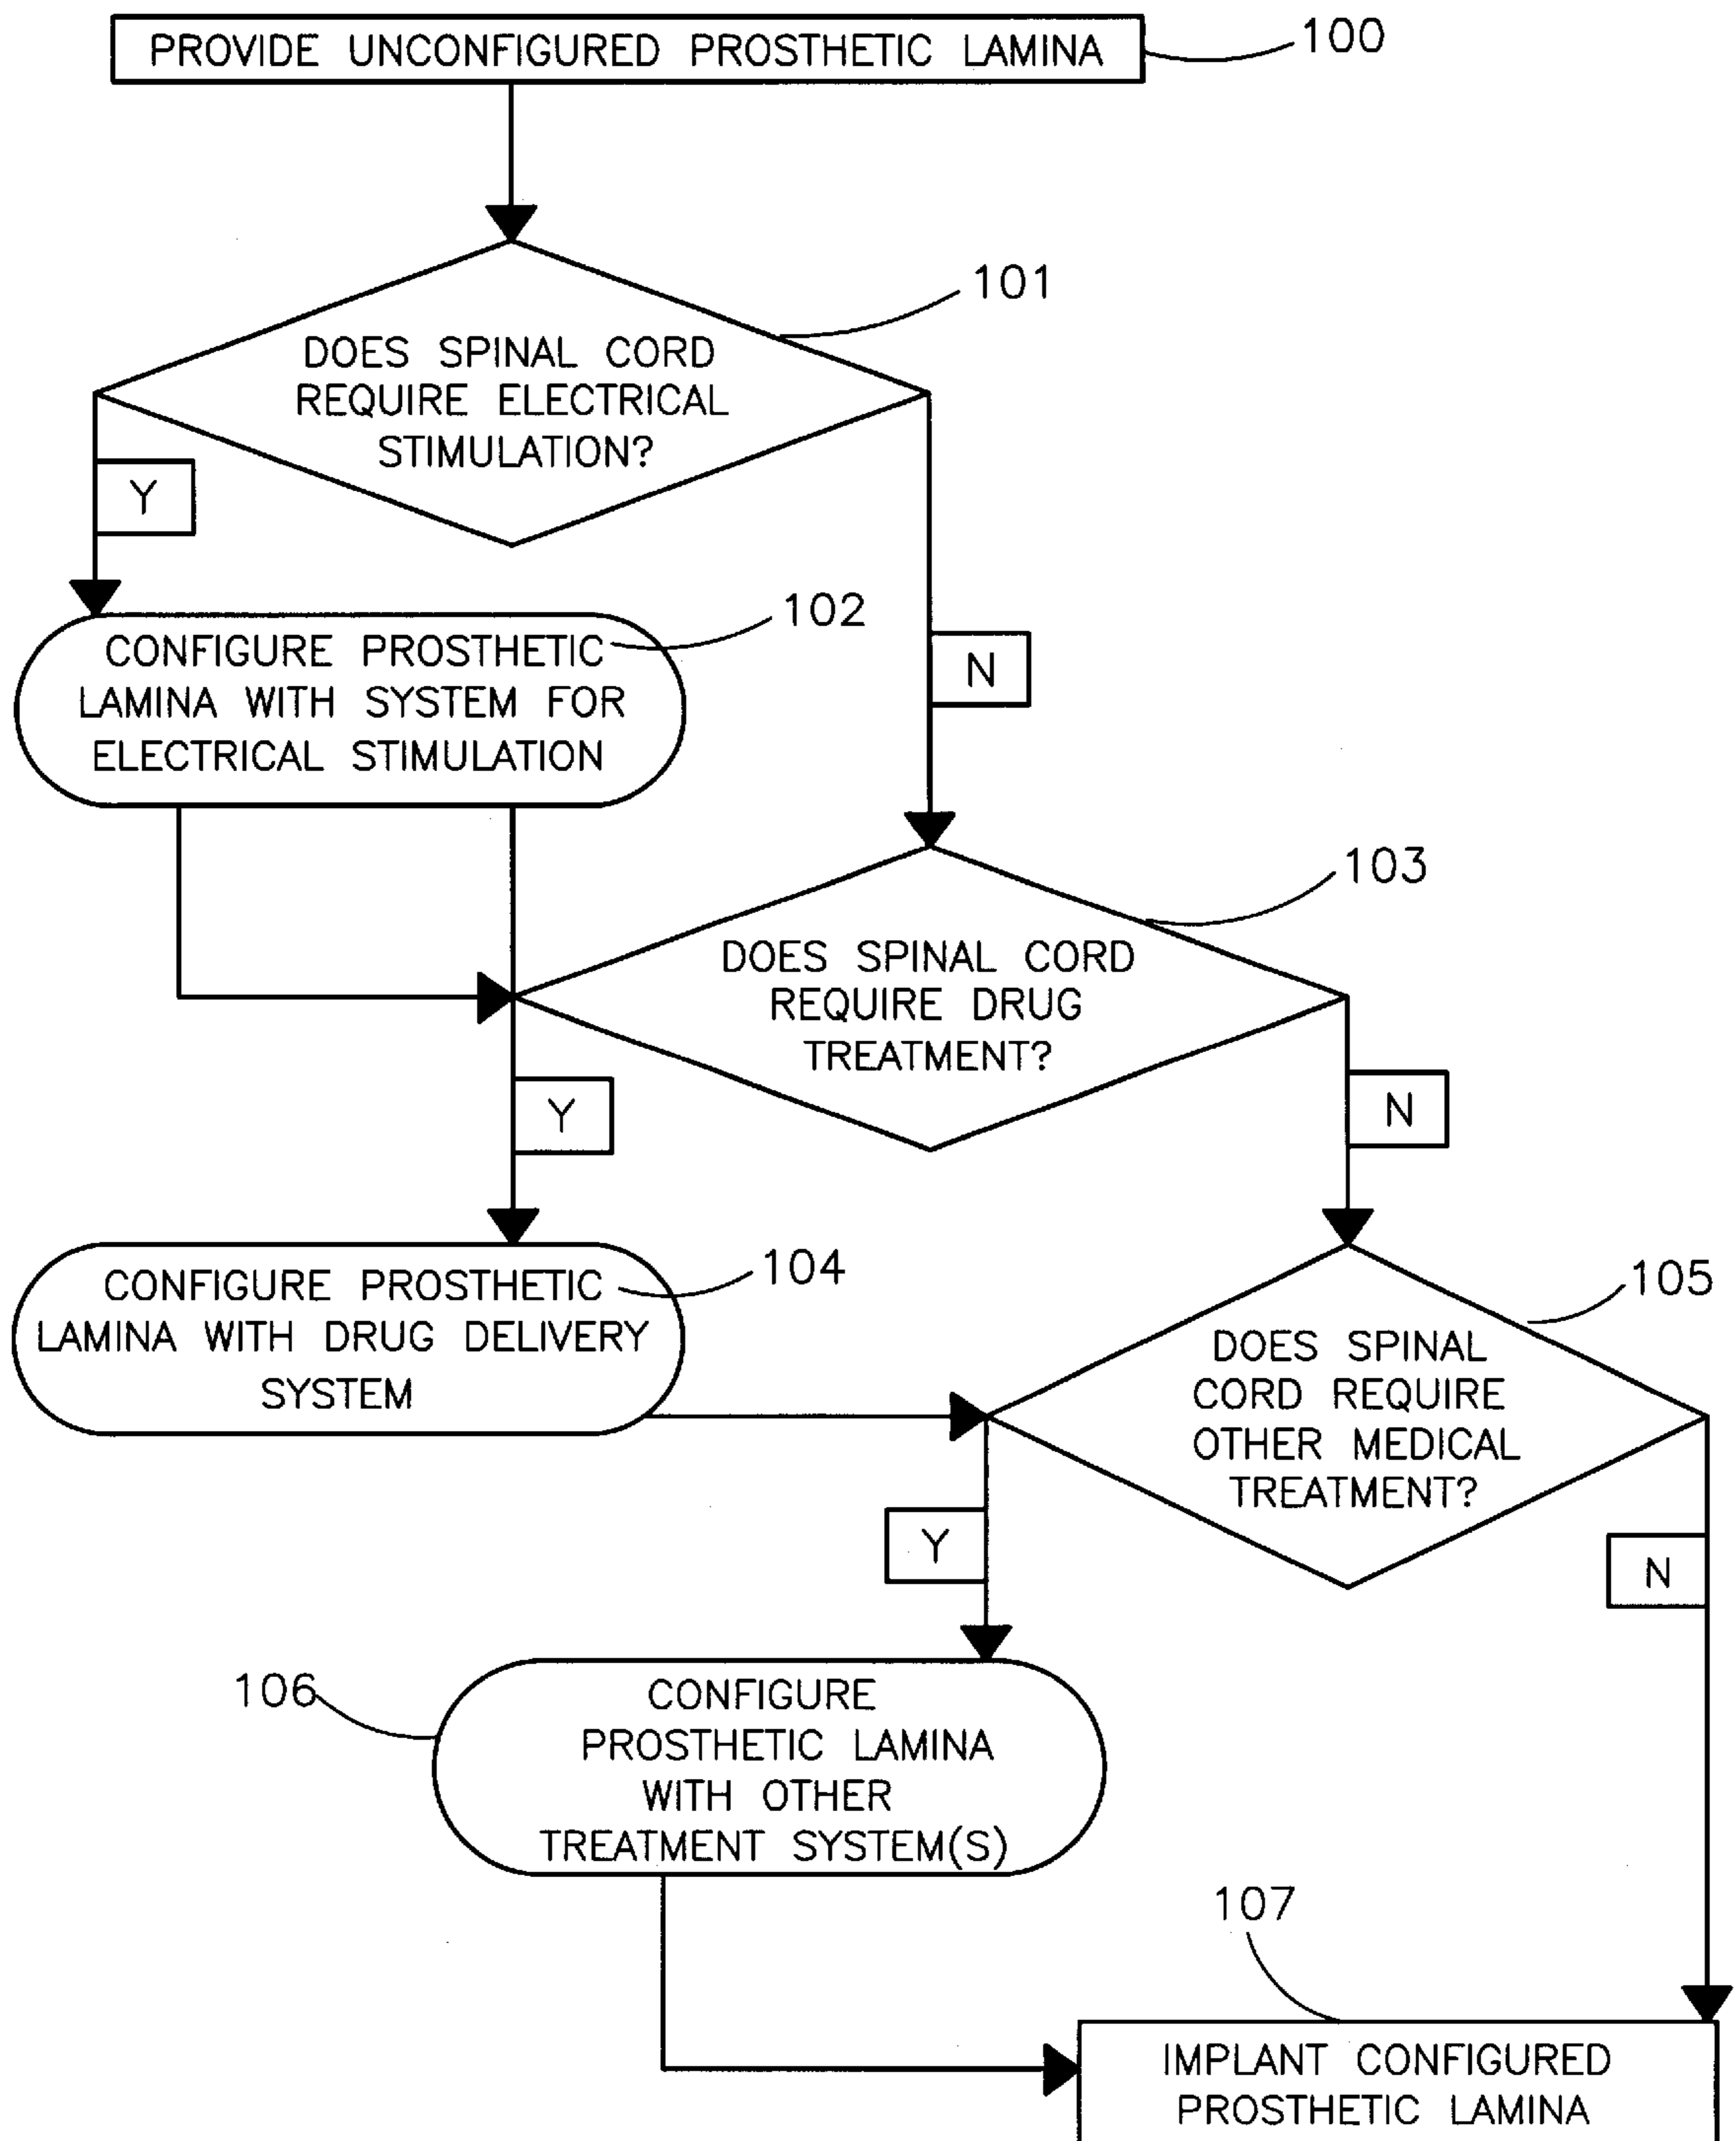 PROVIDE UNCONFIGURED PROSTHETIC LAMINA
100
101
DOES SPINAL CORD
REQUIRE ELECTRICAL
STIMULATION?
Y
102
CONFIGURE PROSTHETIC
LAMINA WITH SYSTEM FOR
ELECTRICAL STIMULATION
N
103
DOES SPINAL CORD
REQUIRE DRUG
TREATMENT?
Y
N
104
CONFIGURE PROSTHETIC
LAMINA WITH DRUG DELIVERY
SYSTEM
105
DOES SPINAL
CORD REQUIRE
OTHER MEDICAL
TREATMENT?
Y
N
106
CONFIGURE
PROSTHETIC LAMINA
WITH OTHER
TREATMENT SYSTEM(S)
107
IMPLANT CONFIGURED
PROSTHETIC LAMINA